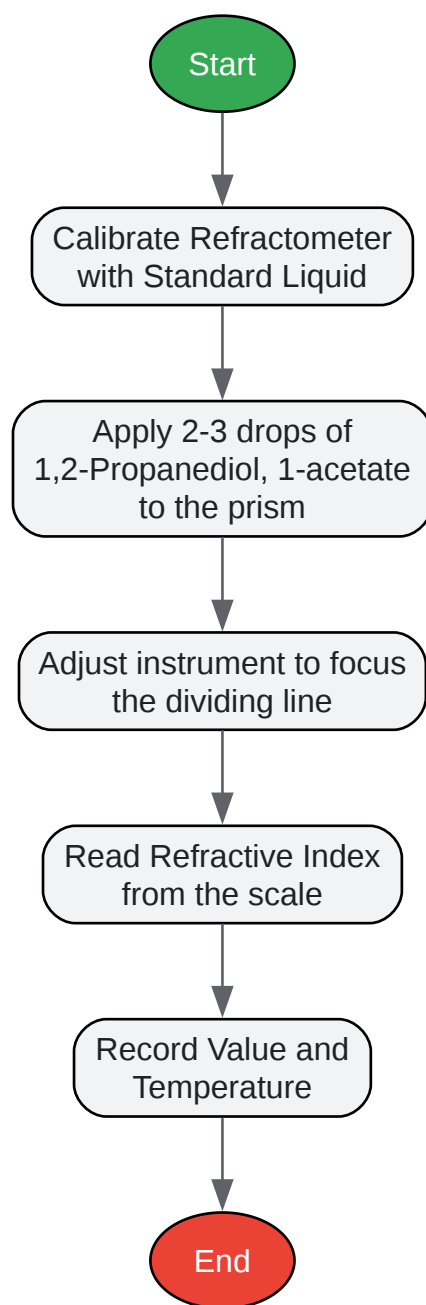 Start
Calibrate Refractometer
with Standard Liquid
Apply 2-3 drops of
1,2-Propanediol, 1-acetate
to the prism
Adjust instrument to focus
the dividing line
Read Refractive Index
from the scale
Record Value and
Temperature
End